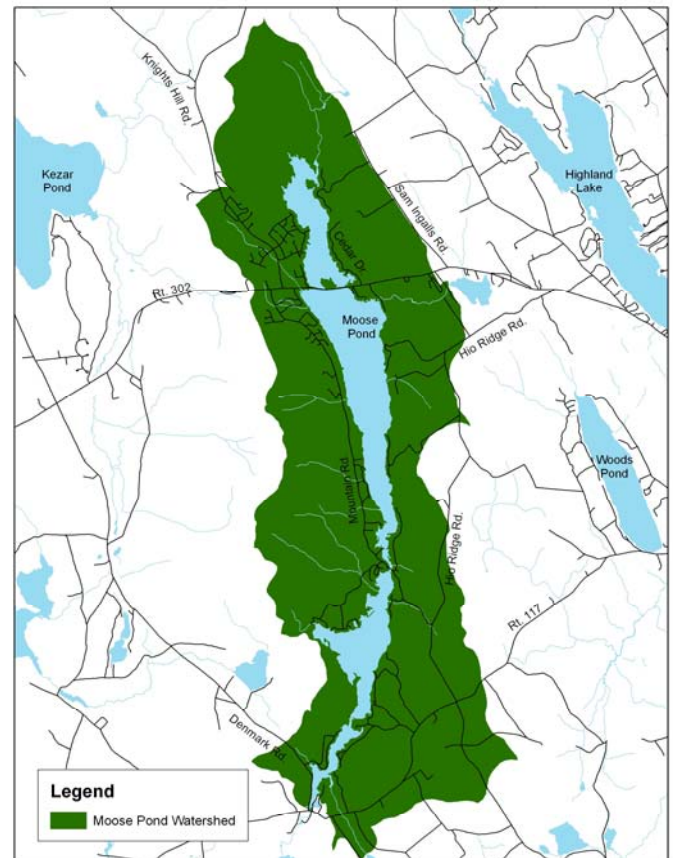 Knights Hill Rd.
Kezar
Pond
Highland
Lake
Sam Ingalls Rd.
Cedar Dr.
Rt. 302
Moose
Pond
Hio Ridge Rd.
Woods
Pond
Mountain Rd.
Hio Ridge Rd.
Rt. 117
Denmark Rd.
Legend
Moose Pond Watershed